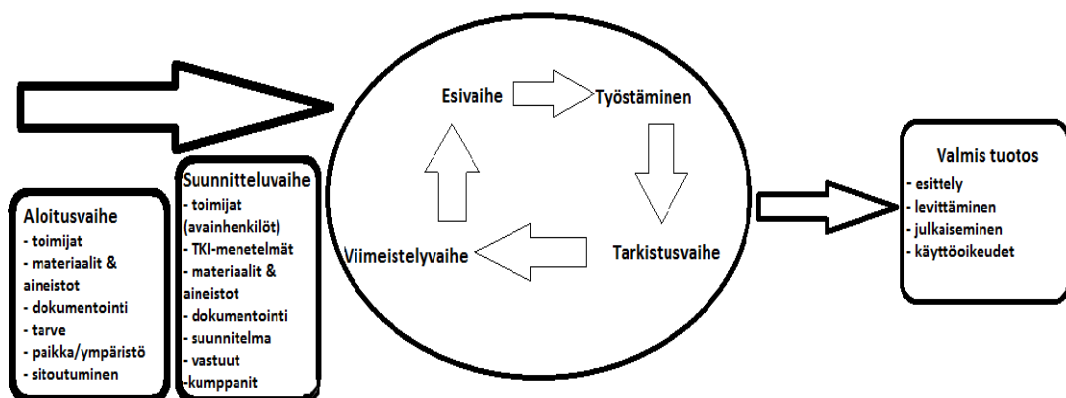 Aloitusvaihe
- toimijat
- materiaalit &
aineistot
- dokumentointi
- tarve
- paikka/ympäristö
- sitoutuminen
Suunnitteluvaihe
- toimijat
(avainhenkilöt)
- TKI-menetelmät
- materiaalit &
aineistot
- dokumentointi
- suunnitelma
- vastuut
-kumppanit
Esivaihe
Työstäminen
Tarkistusvaihe
Viimeistelyvaihe
Valmis tuotos
- esittely
- levittäminen
- julkaiseminen
- käyttöoikeudet